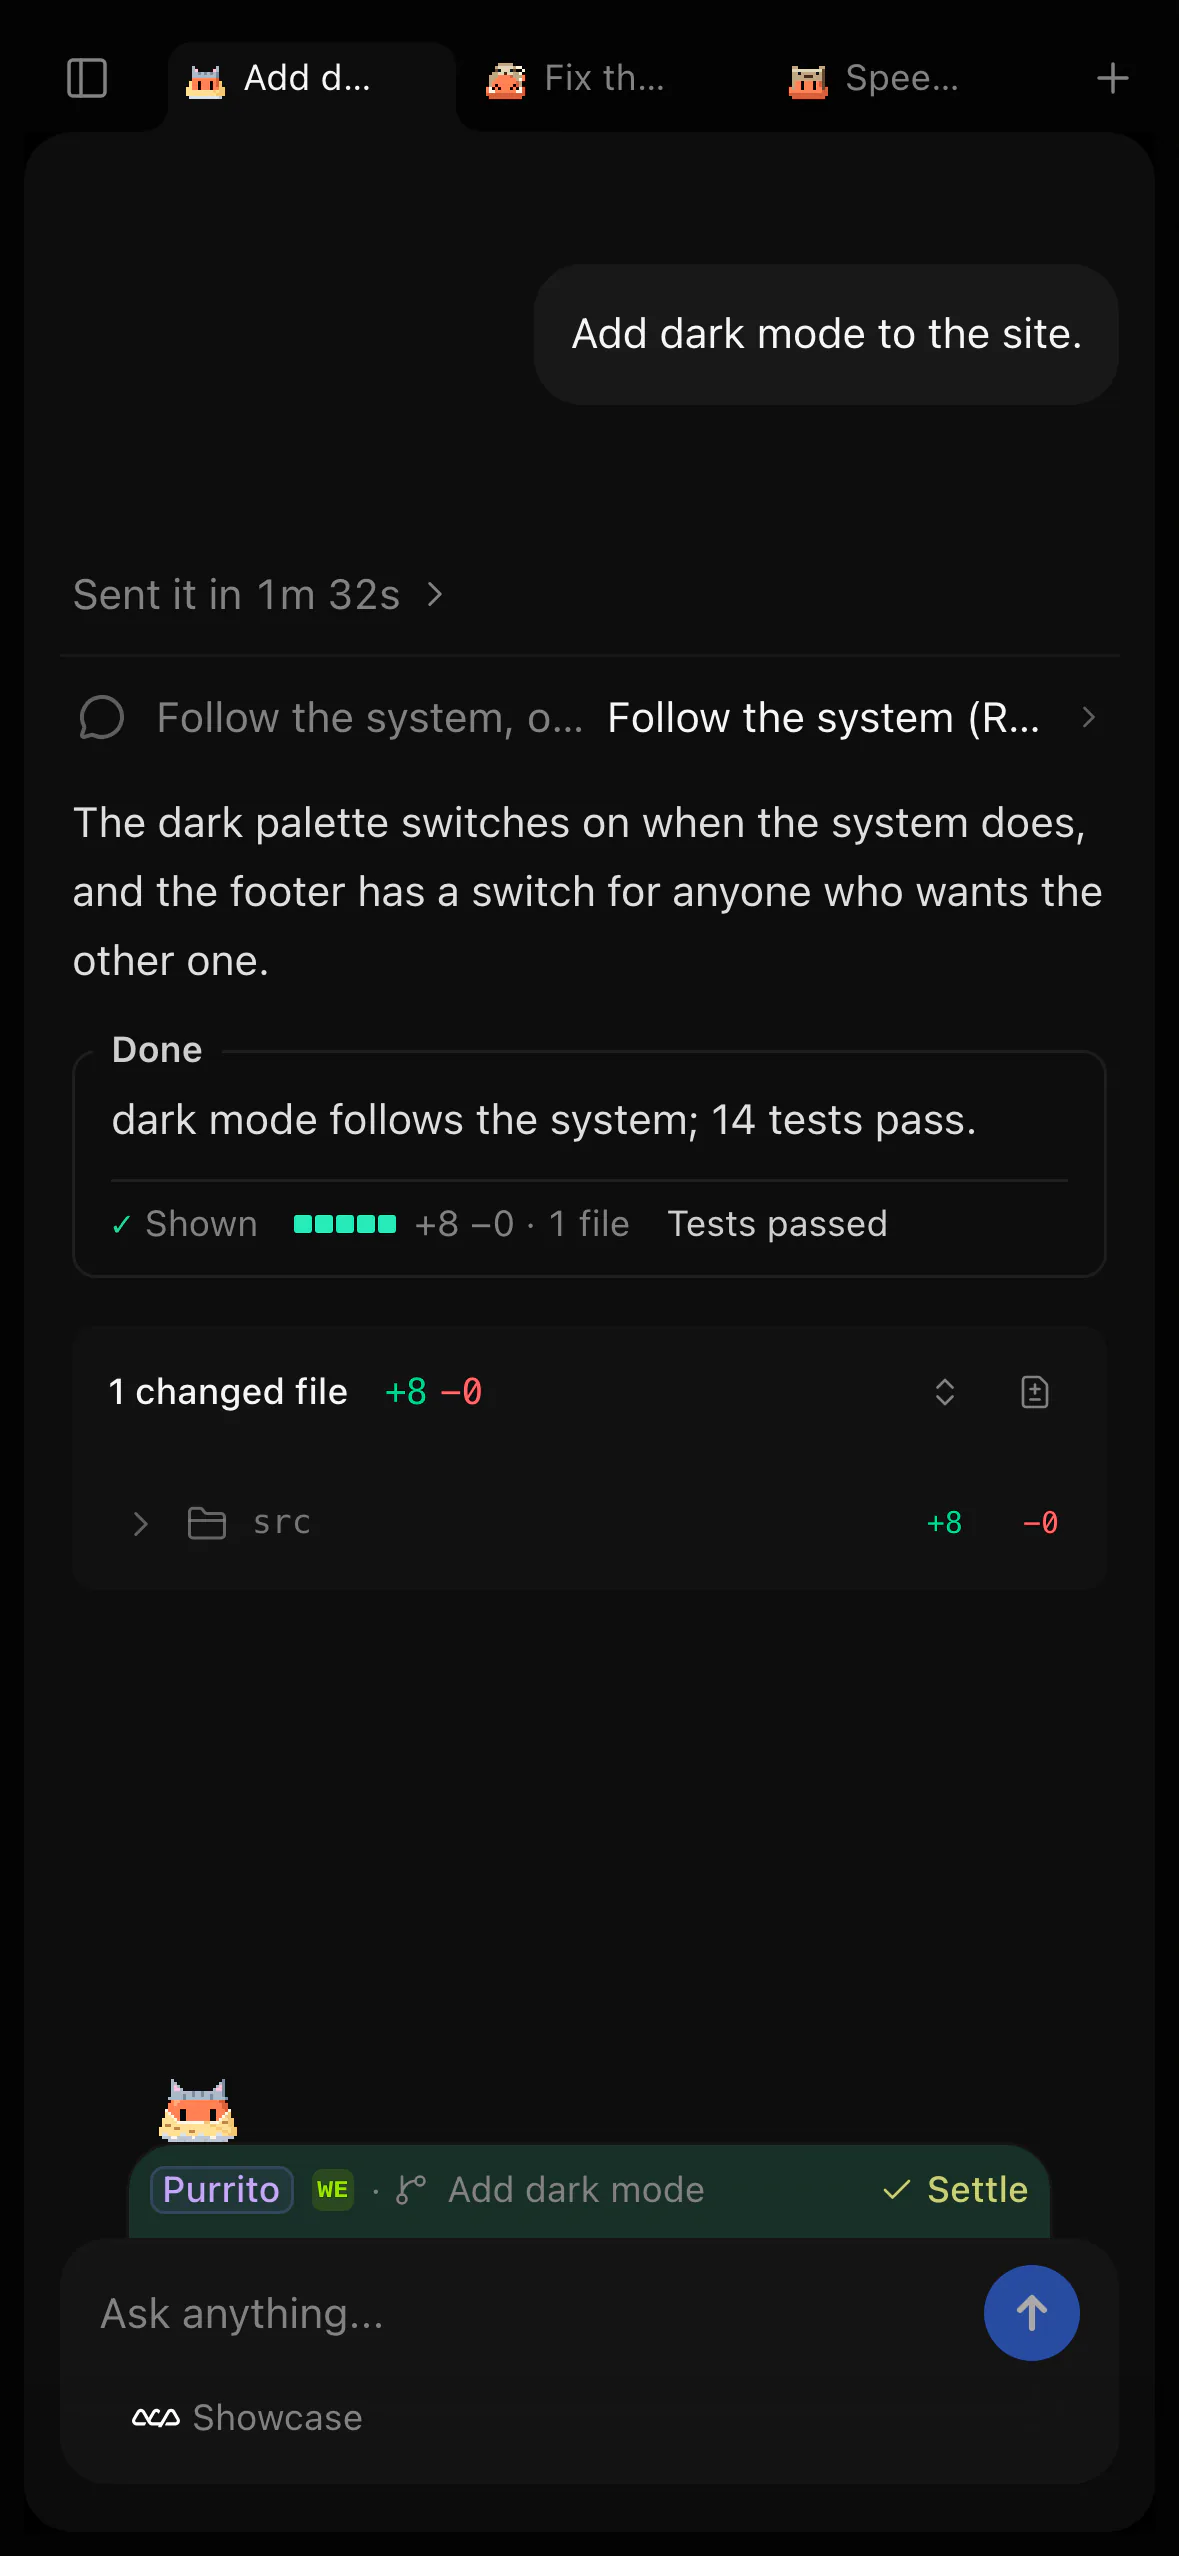 Add d...
Fix th...
Spee...
Add dark mode to the site.
Sent it in 1m 32s
Follow the system, o... Follow the system (R...
The dark palette switches on when the system does,
and the footer has a switch for anyone who wants the
other one.
Done
dark mode follows the system; 14 tests pass.
✓ Shown +8 −0 · 1 file Tests passed
1 changed file +8 −0
src +8 −0
Purrito WE · Add dark mode ✓ Settle
Ask anything...
Showcase